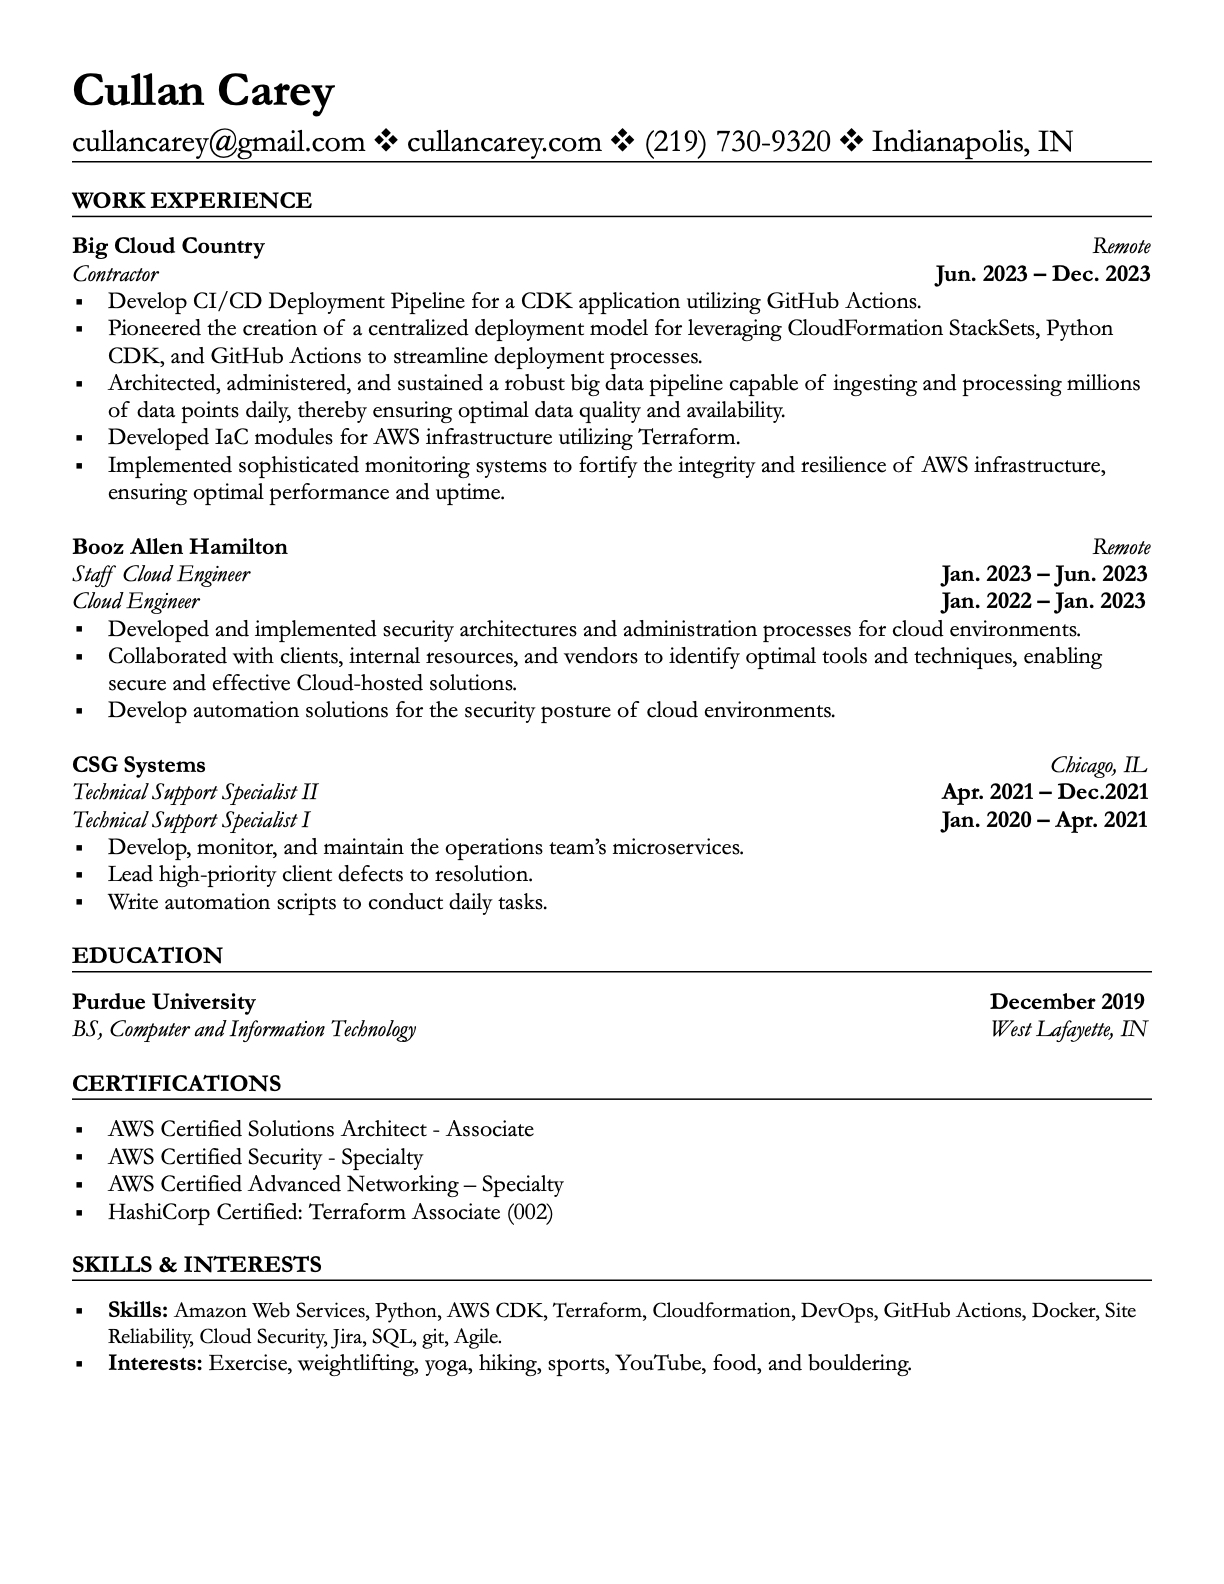 Cullan Carey
cullancarey@gmail.com ❖ cullancarey.com ❖ (219) 730-9320 ❖ Indianapolis, IN
WORK EXPERIENCE
Big Cloud Country Remote
Contractor Jun. 2023 – Dec. 2023
▪ Develop CI/CD Deployment Pipeline for a CDK application utilizing GitHub Actions.
▪ Pioneered the creation of a centralized deployment model for leveraging CloudFormation StackSets, Python
CDK, and GitHub Actions to streamline deployment processes.
▪ Architected, administered, and sustained a robust big data pipeline capable of ingesting and processing millions
of data points daily, thereby ensuring optimal data quality and availability.
▪ Developed IaC modules for AWS infrastructure utilizing Terraform.
▪ Implemented sophisticated monitoring systems to fortify the integrity and resilience of AWS infrastructure,
ensuring optimal performance and uptime.
Booz Allen Hamilton Remote
Staff Cloud Engineer Jan. 2023 – Jun. 2023
Cloud Engineer Jan. 2022 – Jan. 2023
▪ Developed and implemented security architectures and administration processes for cloud environments.
▪ Collaborated with clients, internal resources, and vendors to identify optimal tools and techniques, enabling
secure and effective Cloud-hosted solutions.
▪ Develop automation solutions for the security posture of cloud environments.
CSG Systems Chicago, IL
Technical Support Specialist II Apr. 2021 – Dec.2021
Technical Support Specialist I Jan. 2020 – Apr. 2021
▪ Develop, monitor, and maintain the operations team’s microservices.
▪ Lead high-priority client defects to resolution.
▪ Write automation scripts to conduct daily tasks.
EDUCATION
Purdue University December 2019
BS, Computer and Information Technology West Lafayette, IN
CERTIFICATIONS
▪ AWS Certified Solutions Architect - Associate
▪ AWS Certified Security - Specialty
▪ AWS Certified Advanced Networking – Specialty
▪ HashiCorp Certified: Terraform Associate (002)
SKILLS & INTERESTS
▪ Skills: Amazon Web Services, Python, AWS CDK, Terraform, Cloudformation, DevOps, GitHub Actions, Docker, Site
Reliability, Cloud Security, Jira, SQL, git, Agile.
▪ Interests: Exercise, weightlifting, yoga, hiking, sports, YouTube, food, and bouldering.